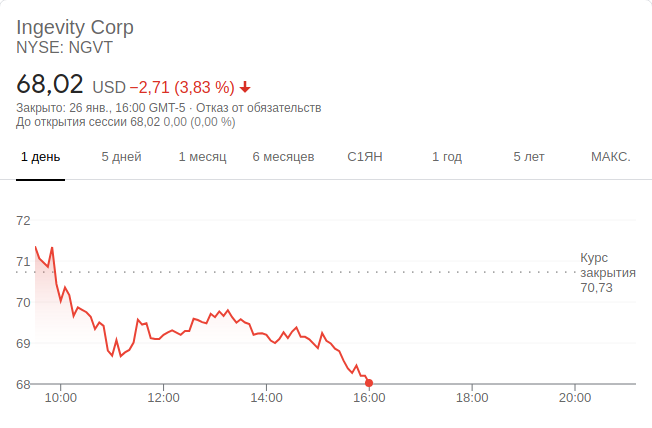 Ingevity Corp
NYSE: NGVT
68,02 USD −2,71 (3,83 %)
Закрыто: 26 янв., 16:00 GMT-5 · Отказ от обязательств
До открытия сессии 68,02 0,00 (0,00 %)
1 день 5 дней 1 месяц 6 месяцев С1ЯН 1 год 5 лет МАКС.
72
71
70
69
68
Курс
закрытия
70,73
10:00 12:00 14:00 16:00 18:00 20:00